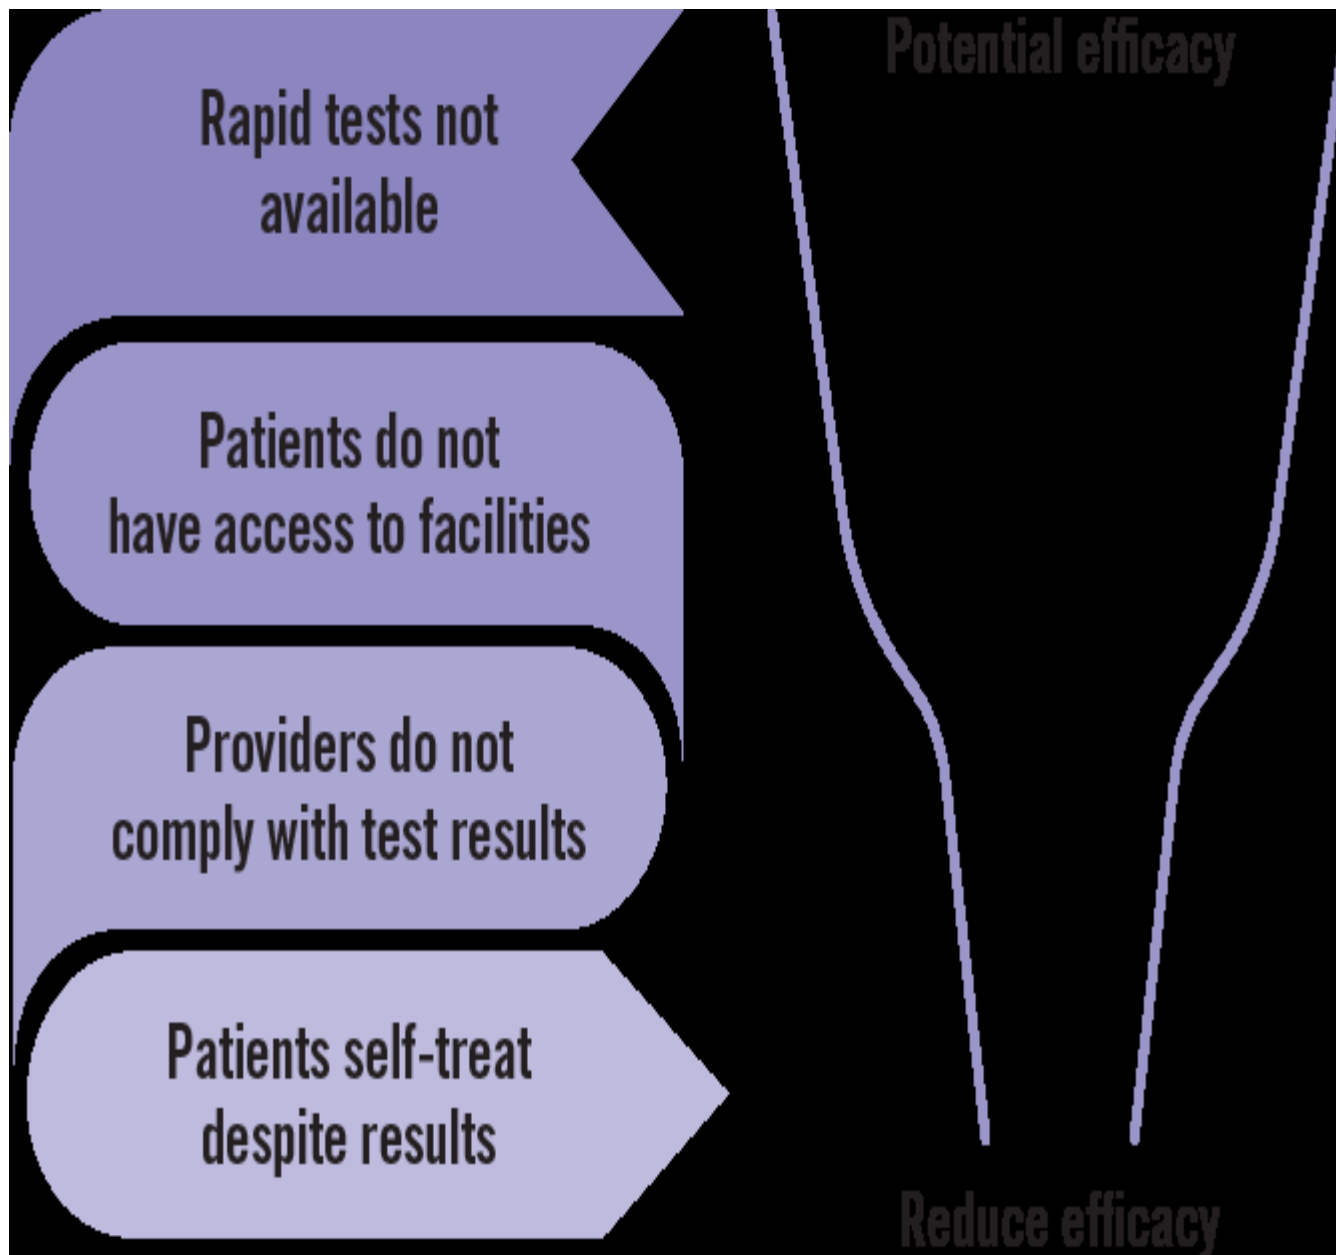 Potential efficacy
Rapid tests not
available
Patients do not
have access to facilities
Providers do not
comply with test results
Patients self-treat
despite results
Reduce efficacy